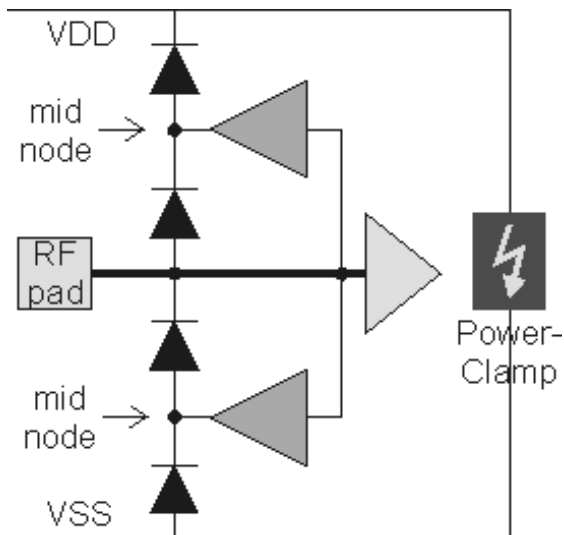 VDD
mid
node
RF
pad
Power-
Clamp
mid
node
VSS